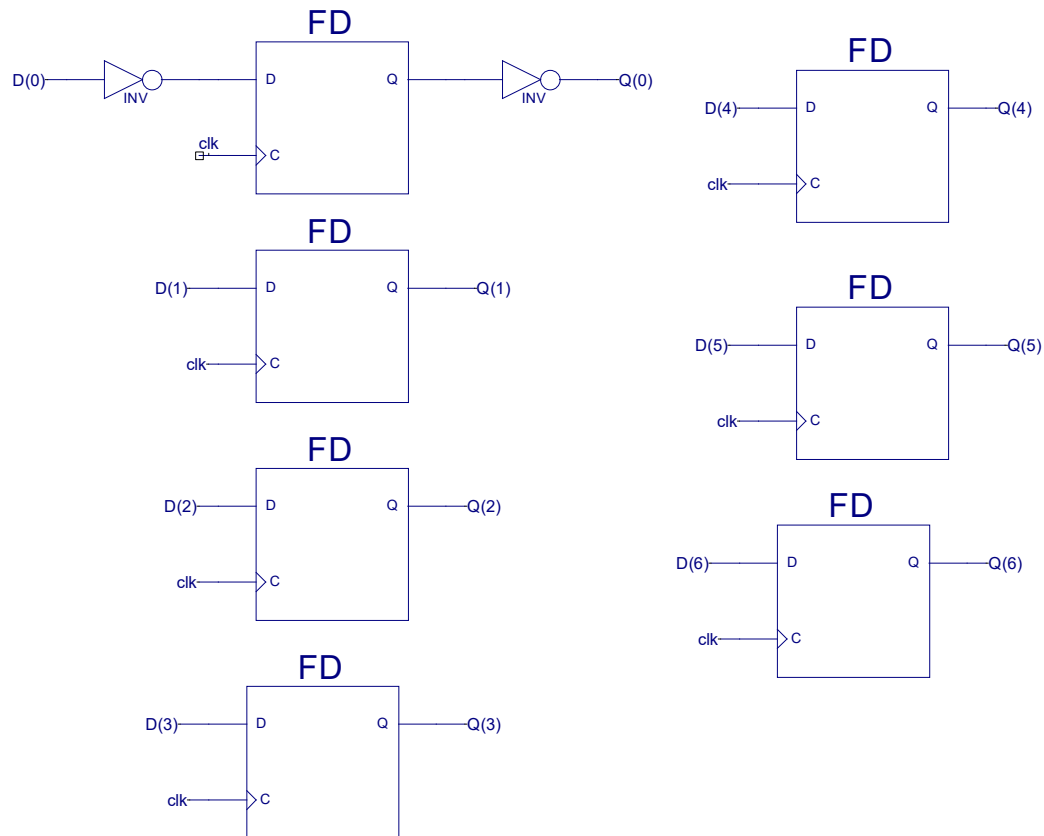 FD
D(0)
INV
D
Q
INV
Q(0)
clk
C
FD
D(1)
D
Q
Q(1)
clk
C
FD
D(2)
D
Q
Q(2)
clk
C
FD
D(3)
D
Q
Q(3)
clk
C
FD
D(4)
D
Q
Q(4)
clk
C
FD
D(5)
D
Q
Q(5)
clk
C
FD
D(6)
D
Q
Q(6)
clk
C